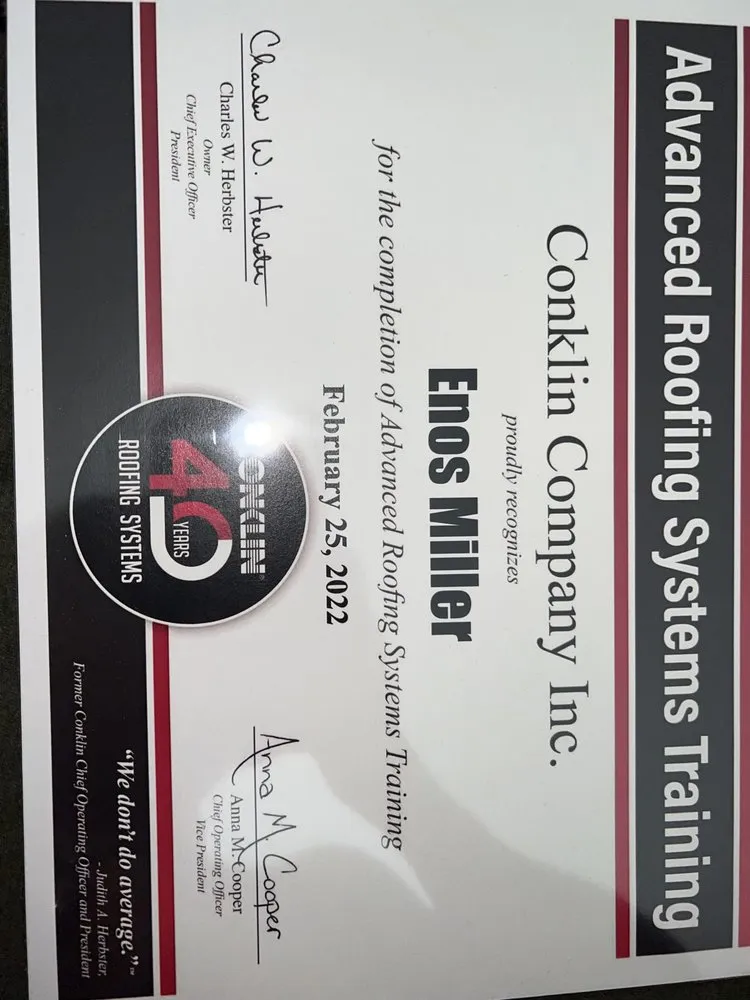 Advanced Roofing Systems Training
Conklin Company Inc.
proudly recognizes
Enos Miller
for the completion of Advanced Roofing Systems Training
February 25, 2022
Charles W. Herbster
Charles W. Herbster
Owner
Chief Executive Officer
President
CONKLIN®
40
YEARS
ROOFING SYSTEMS
Anna M. Cooper
Anna M. Cooper
Chief Operating Officer
Vice President
“We don't do average.”™
- Judith A. Herbster,
Former Conklin Chief Operating Officer and President